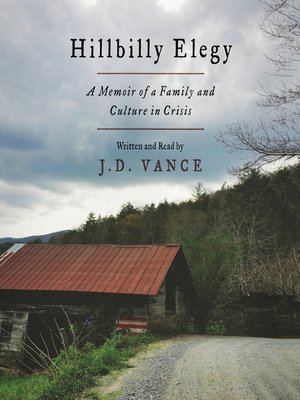 Hillbilly Elegy
A Memoir of a Family and
Culture in Crisis
Written and Read by
J.D. VANCE